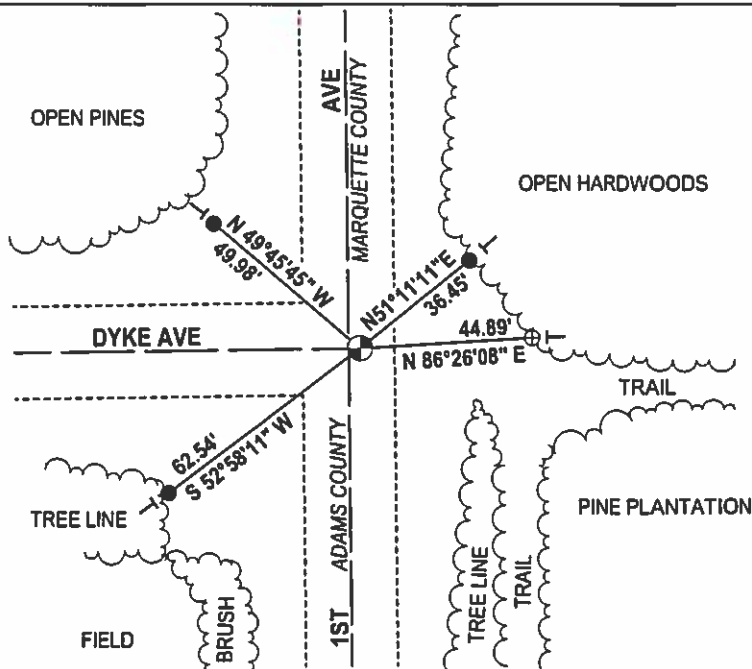 OPEN PINES
AVE
MARQUETTE COUNTY
OPEN HARDWOODS
N 49°45'45" W
49.98'
N51°11'11"E
36.45'
44.89'
N 86°26'08" E
DYKE AVE
TRAIL
62.54'
S 52°58'11" W
ADAMS COUNTY
1ST
TREE LINE
PINE PLANTATION
TREE LINE
TRAIL
BRUSH
FIELD